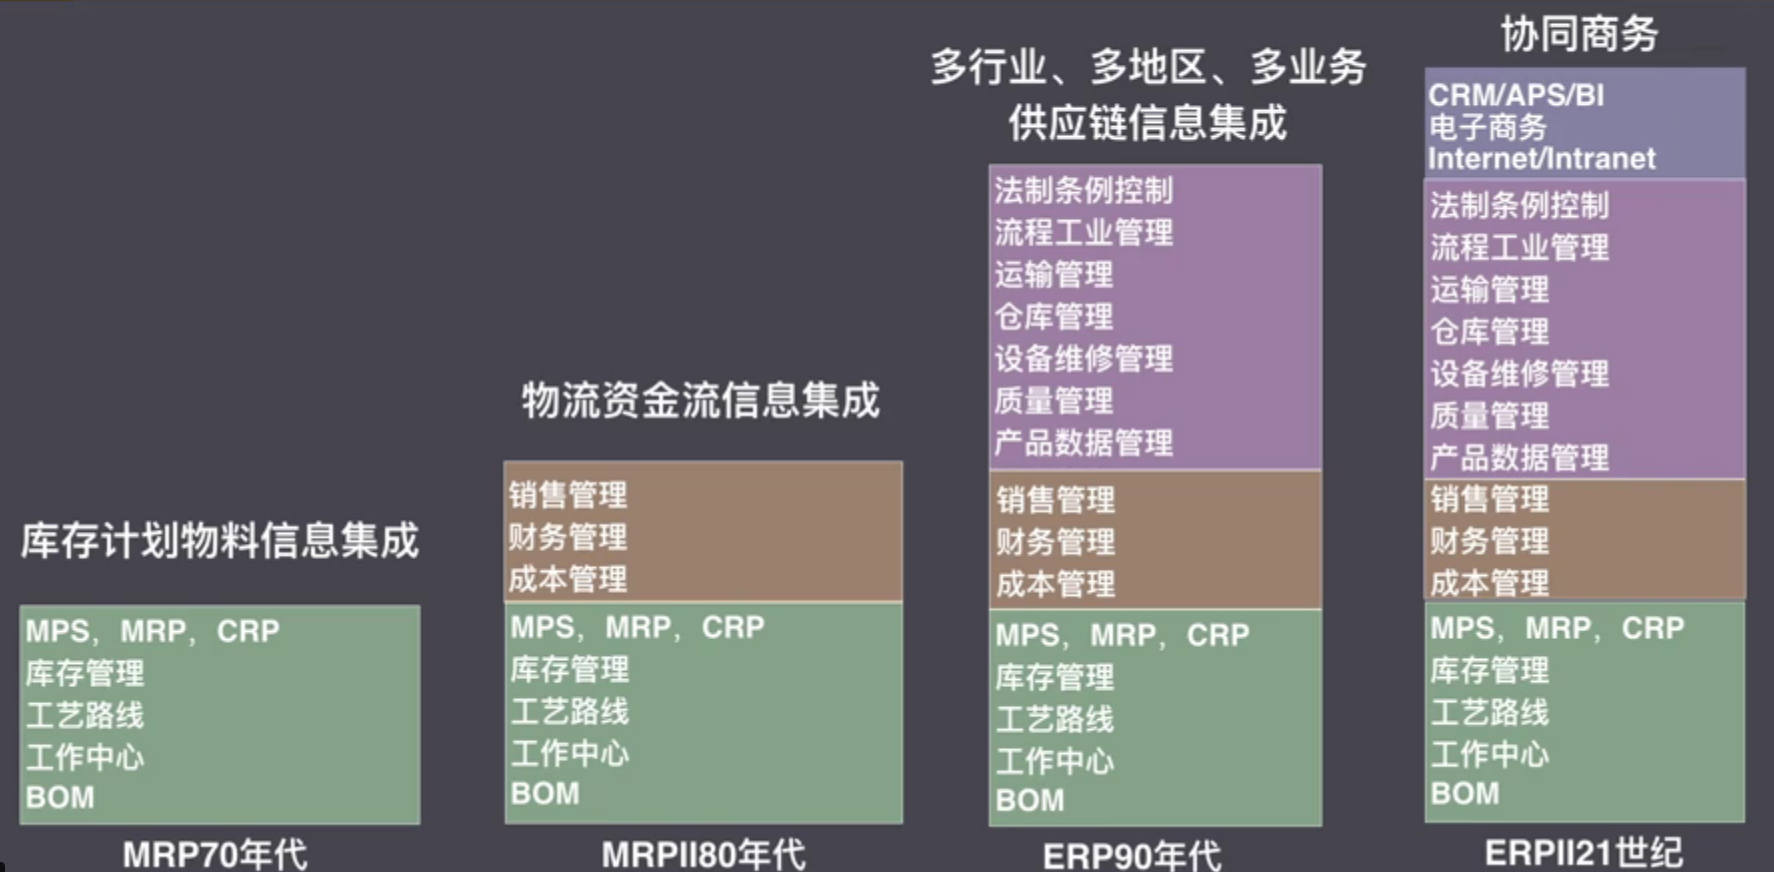 库存计划物料信息集成
MPS，MRP，CRP
库存管理
工艺路线
工作中心
BOM
MRP70年代
物流资金流信息集成
销售管理
财务管理
成本管理
MPS，MRP，CRP
库存管理
工艺路线
工作中心
BOM
MRPII80年代
多行业、多地区、多业务
供应链信息集成
法制条例控制
流程工业管理
运输管理
仓库管理
设备维修管理
质量管理
产品数据管理
销售管理
财务管理
成本管理
MPS，MRP，CRP
库存管理
工艺路线
工作中心
BOM
ERP90年代
协同商务
CRM/APS/BI
电子商务
Internet/Intranet
法制条例控制
流程工业管理
运输管理
仓库管理
设备维修管理
质量管理
产品数据管理
销售管理
财务管理
成本管理
MPS，MRP，CRP
库存管理
工艺路线
工作中心
BOM
ERPII21世纪